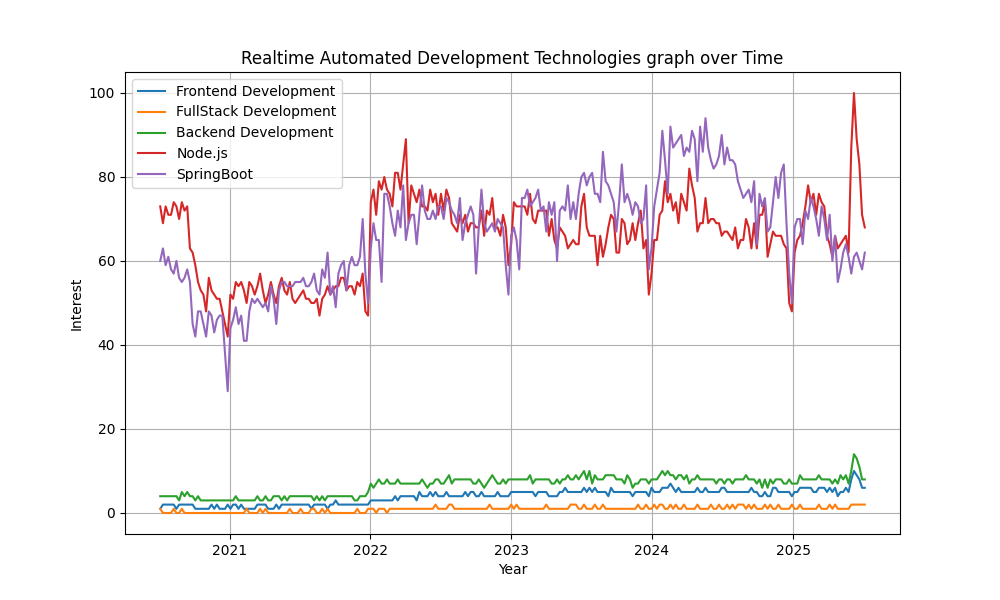 Realtime Automated Development Technologies graph over Time
Frontend Development
FullStack Development
Backend Development
Node.js
SpringBoot
100
80
60
40
20
0
Interest
2021 2022 2023 2024 2025
Year